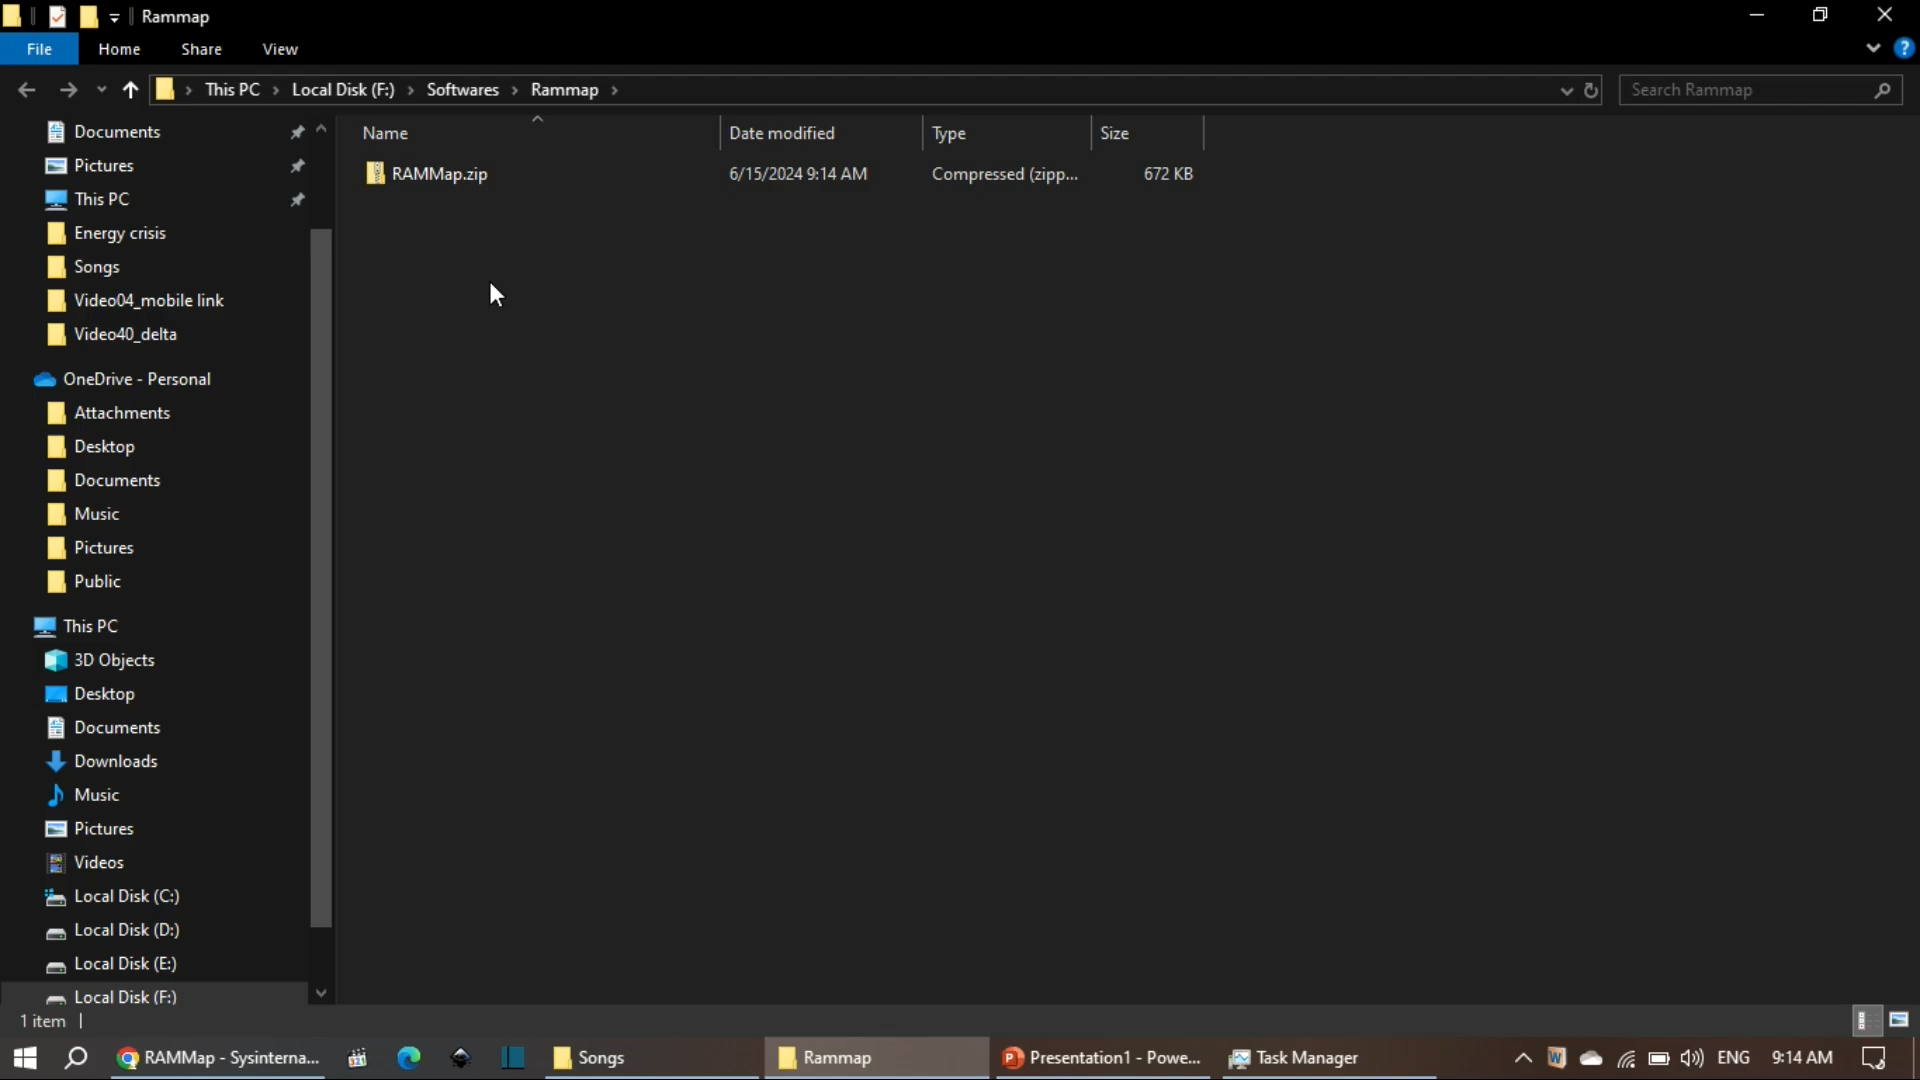 Rammap
File Home Share View
This PC Local Disk (F:) Softwares Rammap
Search Rammap
Name Date modified Type Size
RAMMap.zip 6/15/2024 9:14 AM Compressed (zipp... 672 KB
Documents
Pictures
This PC
Energy crisis
Songs
Video04_mobile link
Video40_delta
OneDrive - Personal
Attachments
Desktop
Documents
Music
Pictures
Public
This PC
3D Objects
Desktop
Documents
Downloads
Music
Pictures
Videos
Local Disk (C:)
Local Disk (D:)
Local Disk (E:)
Local Disk (F:)
1 item
RAMMap - Sysinterna... Songs Rammap Presentation1 - Powe... Task Manager ENG 9:14 AM